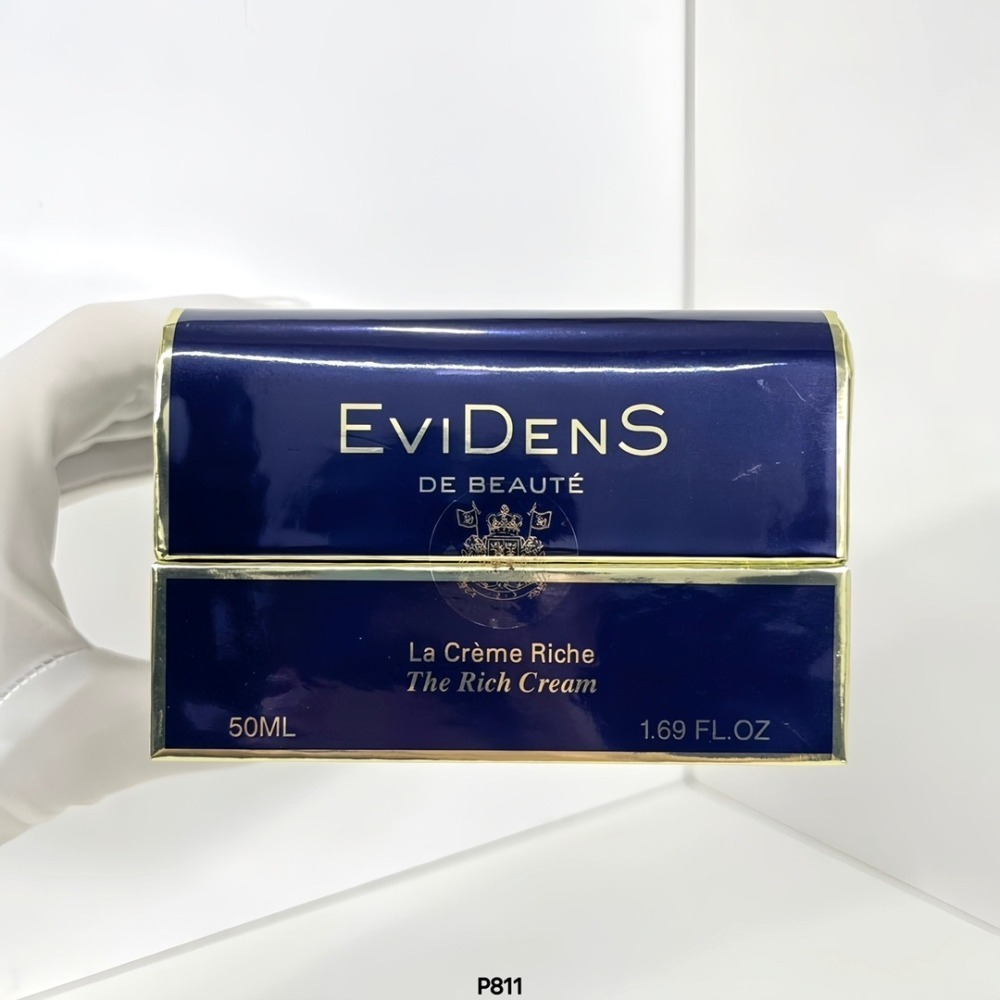 EviDenS
DE BEAUTÉ
La Crème Riche
The Rich Cream
50ML 1.69 FL.OZ
P811